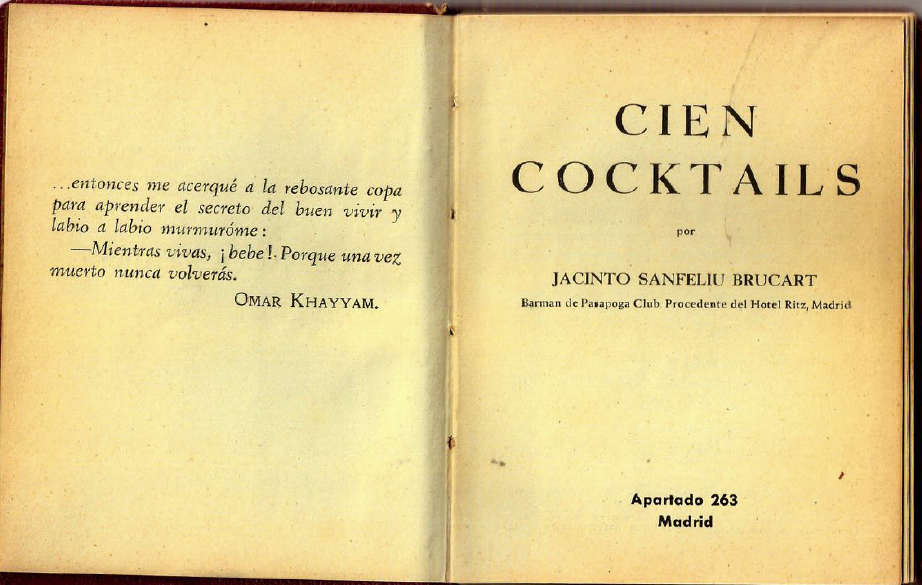 ...entonces me acerqué a la rebosante copa
para aprender el secreto del buen vivir y
labio a labio murmuróme:
—Mientras vivas, ¡bebe!. Porque una vez
muerto nunca volverás.
OMAR KHAYYAM.
CIEN
COCKTAILS
por
JACINTO SANFELIU BRUCART
Barman de Pasapoga Club. Procedente del Hotel Ritz, Madrid
Apartado 263
Madrid